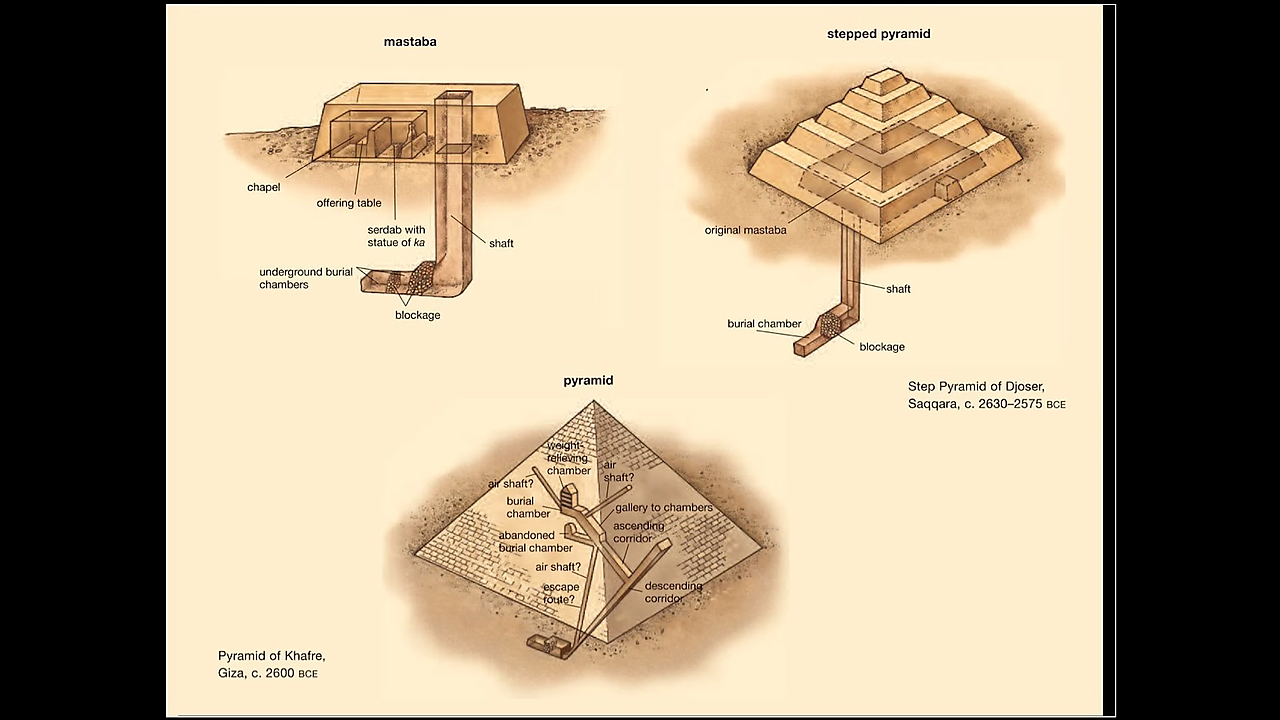 mastaba
chapel
offering table
serdab with
statue of ka
shaft
underground burial
chambers
blockage
stepped pyramid
original mastaba
shaft
burial chamber
blockage
Step Pyramid of Djoser,
Saqqara, c. 2630–2575 BCE
pyramid
weight-
relieving
chamber
air
shaft?
air shaft?
burial
chamber
gallery to chambers
ascending
corridor
abandoned
burial chamber
air shaft?
escape
route?
descending
corridor
Pyramid of Khafre,
Giza, c. 2600 BCE